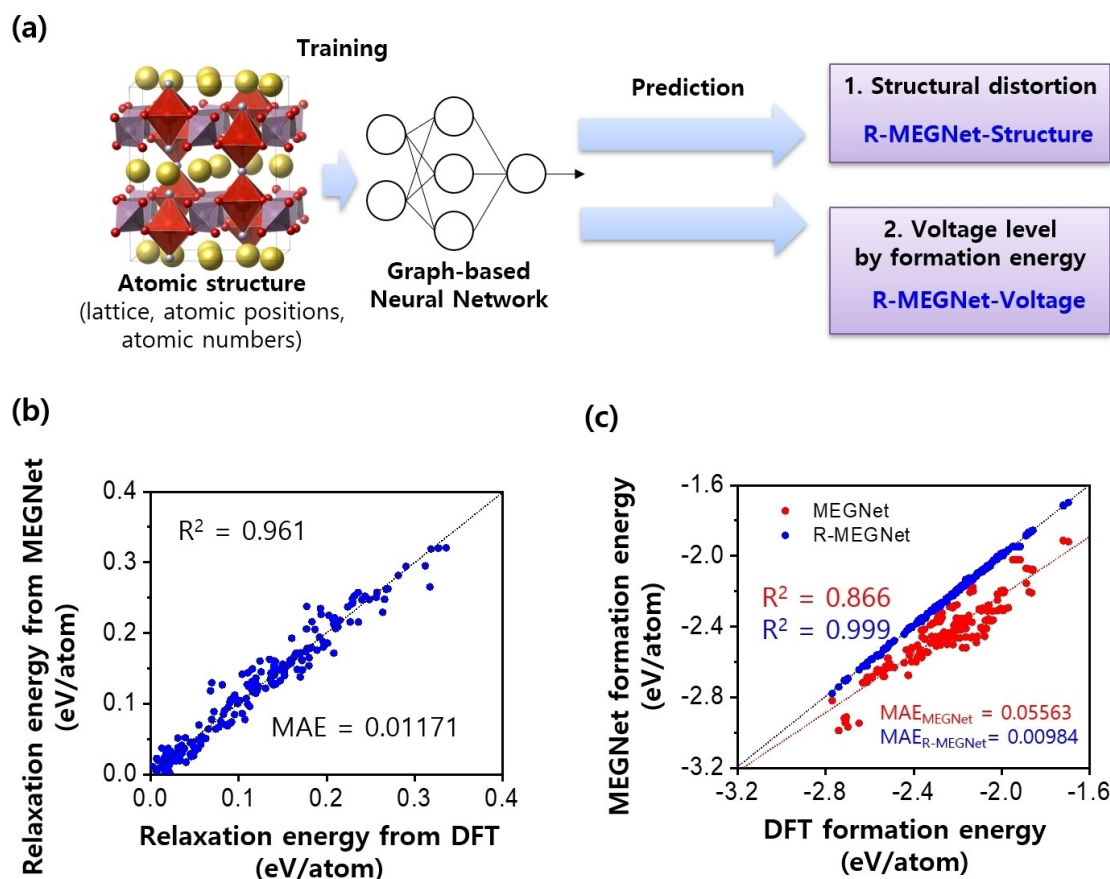 (a)
Training
Prediction
1. Structural distortion
R-MEGNet-Structure
2. Voltage level
by formation energy
R-MEGNet-Voltage
Atomic structure
(lattice, atomic positions,
atomic numbers)
Graph-based
Neural Network
(b)
Relaxation energy from MEGNet
(eV/atom)
0.4
0.3
0.2
0.1
0.0
R² = 0.961
MAE = 0.01171
0.0
0.1
0.2
0.3
0.4
Relaxation energy from DFT
(eV/atom)
(c)
MEGNet formation energy
(eV/atom)
-1.6
-2.0
-2.4
-2.8
-3.2
MEGNet
R-MEGNet
R² = 0.866
R² = 0.999
MAE_MEGNet = 0.05563
MAE_R-MEGNet = 0.00984
-3.2
-2.8
-2.4
-2.0
-1.6
DFT formation energy
(eV/atom)